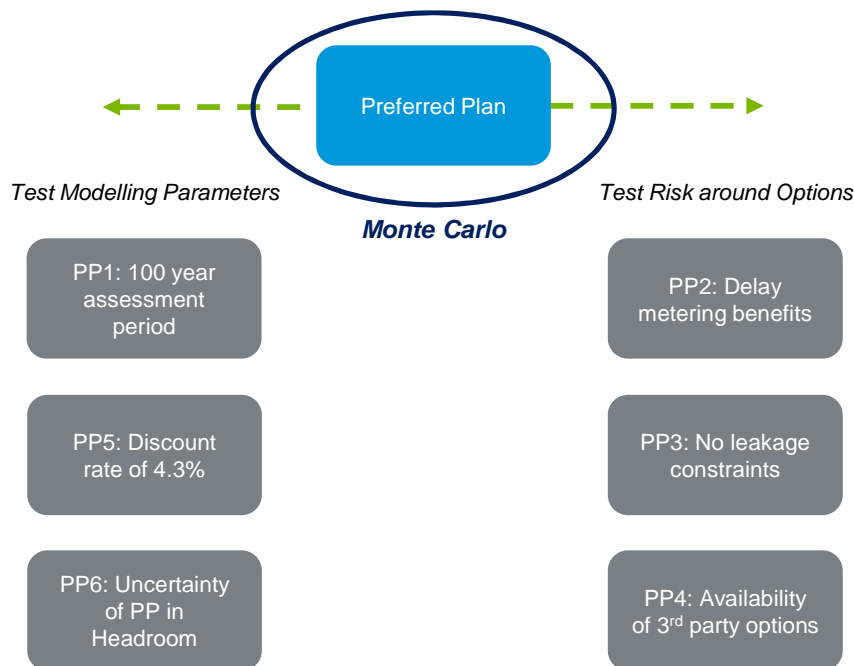 Preferred Plan
Test Modelling Parameters
Test Risk around Options
Monte Carlo
PP1: 100 year
assessment
period
PP2: Delay
metering benefits
PP5: Discount
rate of 4.3%
PP3: No leakage
constraints
PP6: Uncertainty
of PP in
Headroom
PP4: Availability
of 3rd party options